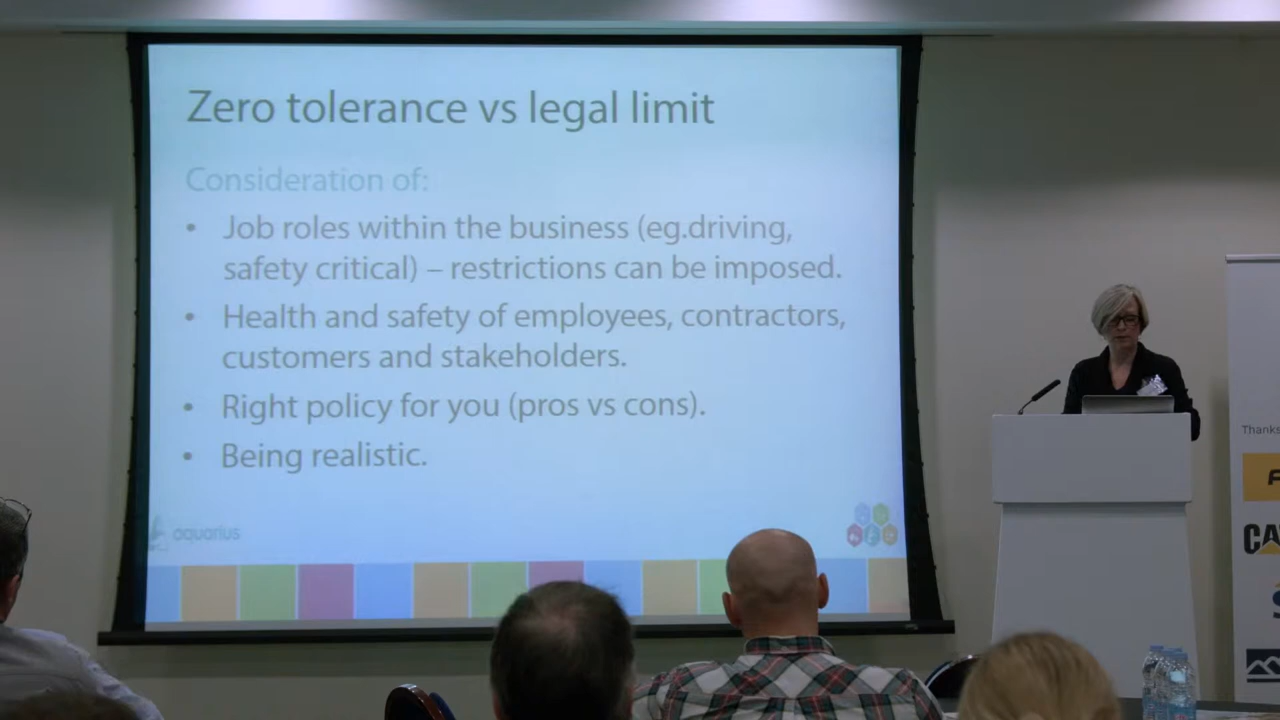 Zero tolerance vs legal limit
Consideration of:
• Job roles within the business (eg.driving,
safety critical) – restrictions can be imposed.
• Health and safety of employees, contractors,
customers and stakeholders.
• Right policy for you (pros vs cons).
• Being realistic.
aquarius
Thanks
F
CA
S